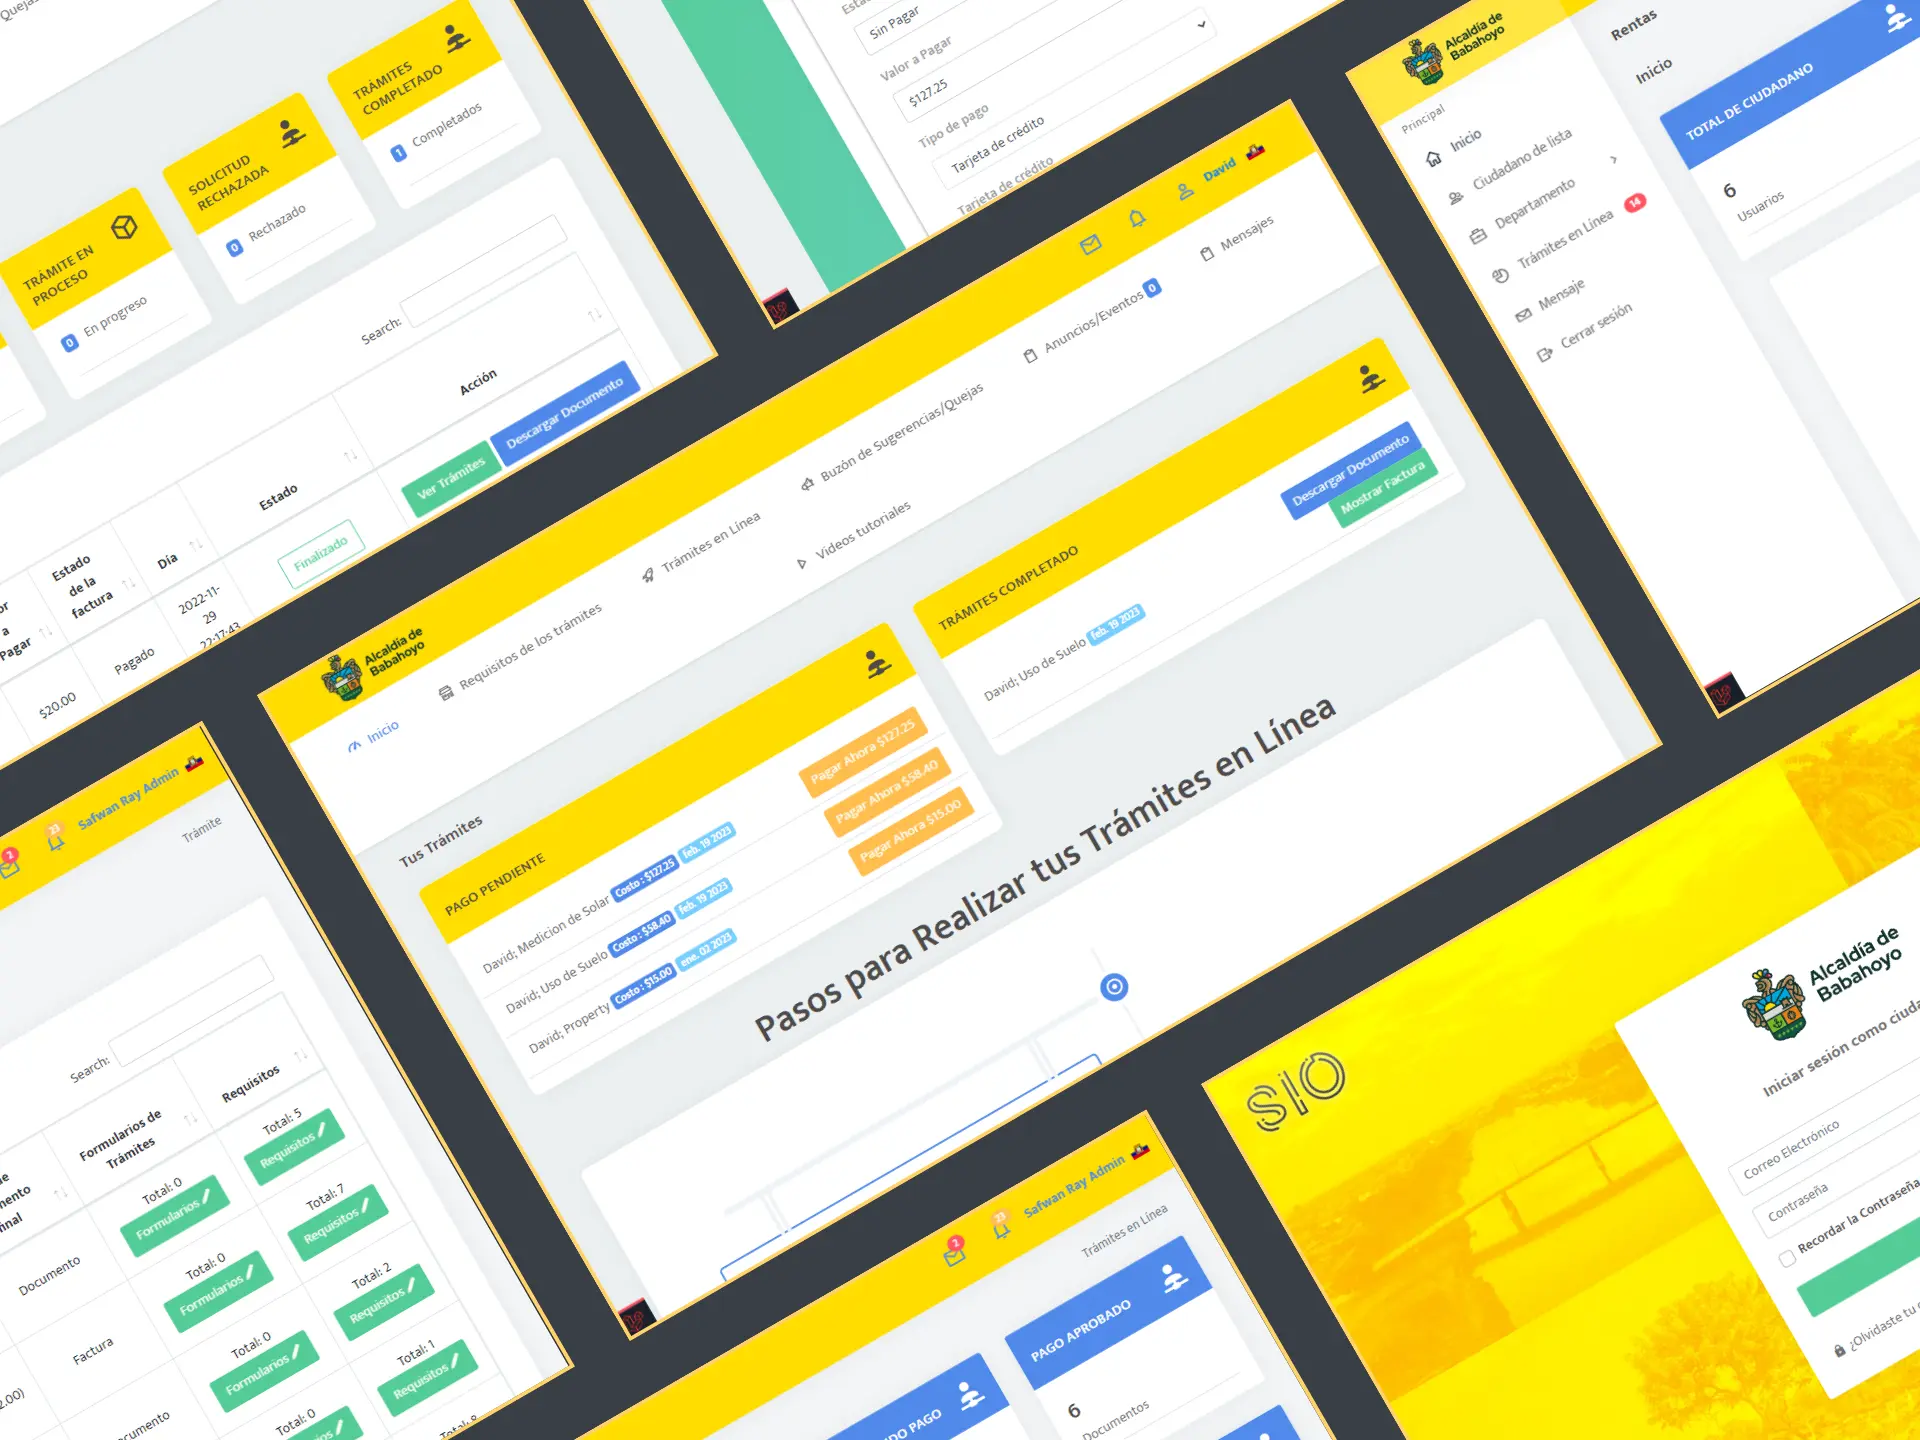 Quejas
TRÁMITES
COMPLETADO
1 Completados
SOLICITUD
RECHAZADA
0 Rechazado
TRÁMITE EN
PROCESO
0 En progreso
Search:
Acción
Estado
Ver Trámites
Descargar Documento
Estado
de la
factura
Día
Finalizado
a
Pagar
2022-11-
29
22:17:43
Pagado
$20.00
Sin Pagar
Valor a Pagar
$127.25
Tipo de pago
Tarjeta de crédito
Tarjeta de crédito
Alcaldía de
Babahoyo
Principal
Inicio
Ciudadano de lista
Departamento
Trámites en Línea 14
Mensaje
Cerrar sesión
Rentas
Inicio
TOTAL DE CIUDADANO
6
Usuarios
David
Alcaldía de
Babahoyo
Inicio
Requisitos de los trámites
Trámites en Línea
Buzón de Sugerencias/Quejas
Anuncios/Eventos 0
Mensajes
Videos tutoriales
Tus Trámites
PAGO PENDIENTE
David; Medicion de Solar Costo : $127.25 feb. 19 2023
Pagar Ahora $127.25
David; Uso de Suelo Costo : $58.40 feb. 19 2023
Pagar Ahora $58.40
David; Property Costo : $15.00 ene. 02 2023
Pagar Ahora $15.00
TRÁMITES COMPLETADO
David; Uso de Suelo feb. 19 2023
Descargar Documento
Mostrar Factura
Pasos para Realizar tus Trámites en Línea
2
23
Safwan Ray Admin
Trámite
Search:
Formularios de
Trámites
Requisitos
Documento
Total: 0
Formularios
Total: 5
Requisitos
Factura
Total: 0
Formularios
Total: 7
Requisitos
Total: 0
Formularios
Total: 2
Requisitos
Total: 0
Total: 1
Requisitos
2
23
Safwan Ray Admin
Trámites en Línea
PAGO APROBADO
6
Documentos
PAGO
SIO
Alcaldía de
Babahoyo
Iniciar sesión como
Correo Electrónico
Contraseña
Recordar la Contraseña
¿Olvidaste tu